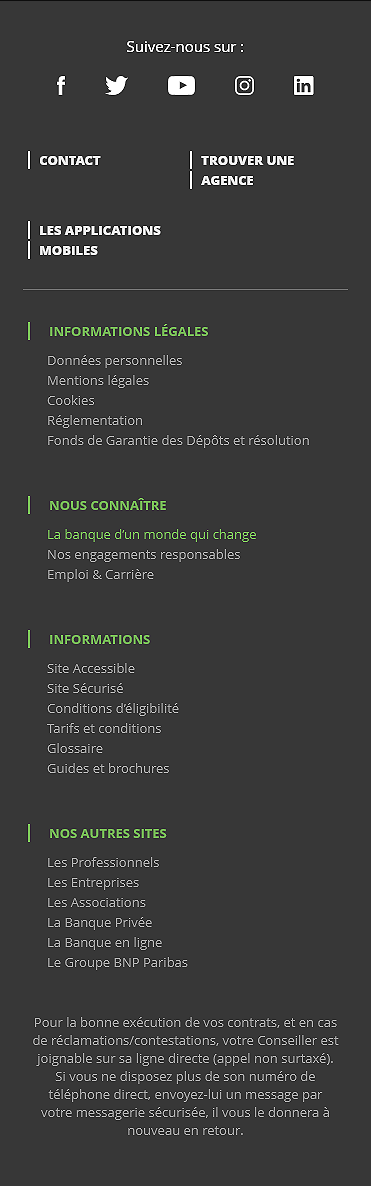 Suivez-nous sur :
CONTACT
TROUVER UNE
AGENCE
LES APPLICATIONS
MOBILES
INFORMATIONS LÉGALES
Données personnelles
Mentions légales
Cookies
Réglementation
Fonds de Garantie des Dépôts et résolution
NOUS CONNAÎTRE
La banque d'un monde qui change
Nos engagements responsables
Emploi & Carrière
INFORMATIONS
Site Accessible
Site Sécurisé
Conditions d'éligibilité
Tarifs et conditions
Glossaire
Guides et brochures
NOS AUTRES SITES
Les Professionnels
Les Entreprises
Les Associations
La Banque Privée
La Banque en ligne
Le Groupe BNP Paribas
Pour la bonne exécution de vos contrats, et en cas
de réclamations/contestations, votre Conseiller est
joignable sur sa ligne directe (appel non surtaxé).
Si vous ne disposez plus de son numéro de
téléphone direct, envoyez-lui un message par
votre messagerie sécurisée, il vous le donnera à
nouveau en retour.